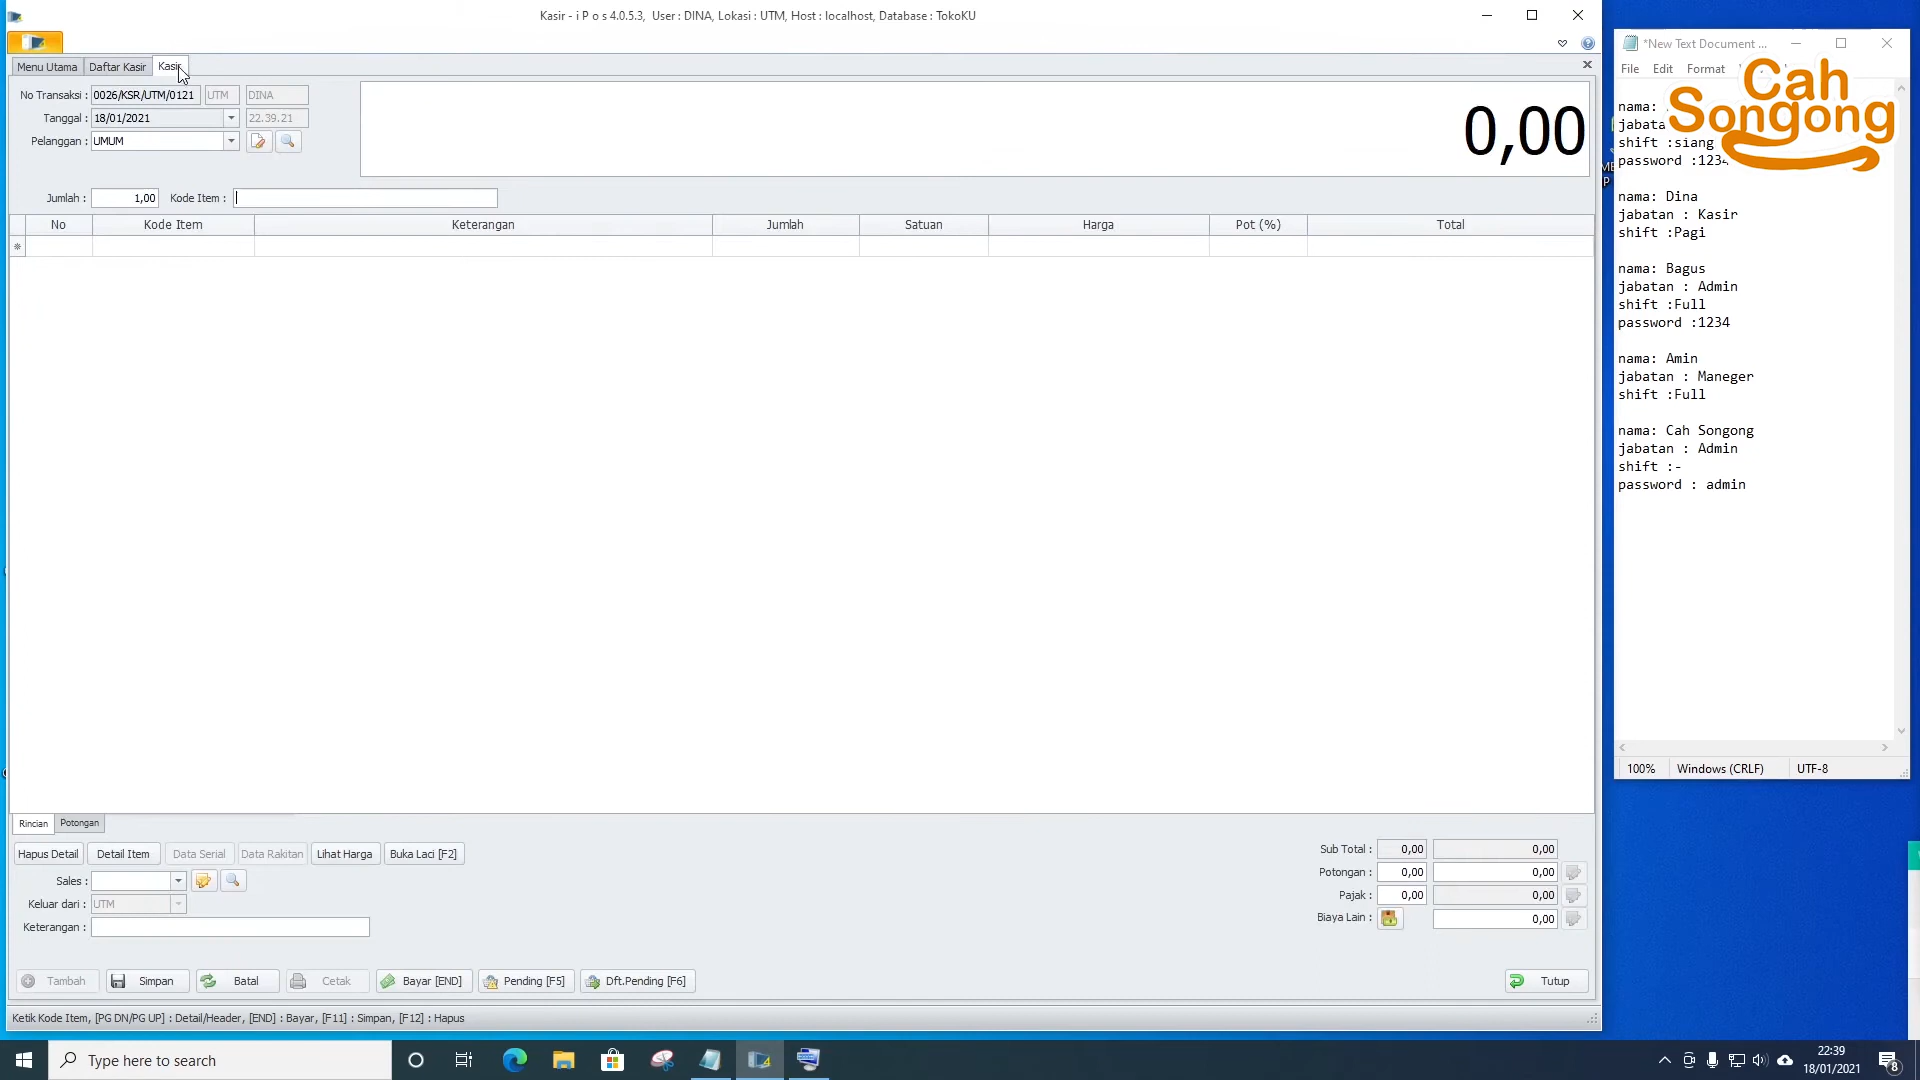 Kasir - i P o s 4.0.5.3,  User : DINA, Lokasi : UTM, Host : localhost, Database : TokoKU
Menu Utama
Daftar Kasir
Kasir
No Transaksi : 0026/KSR/UTM/0121 UTM DINA
Tanggal : 18/01/2021 22.39.21
Pelanggan : UMUM
0,00
Jumlah : 1,00 Kode Item :
No Kode Item Keterangan Jumlah Satuan Harga Pot (%) Total
Rincian Potongan
Hapus Detail Detail Item Data Serial Data Rakitan Lihat Harga Buka Laci [F2]
Sales :
Keluar dari : UTM
Keterangan :
Sub Total : 0,00 0,00
Potongan : 0,00 0,00
Pajak : 0,00 0,00
Biaya Lain : 0,00
Tambah Simpan Batal Cetak Bayar [END] Pending [F5] Dft.Pending [F6] Tutup
Ketik Kode Item, [PG DN/PG UP] : Detail/Header, [END] : Bayar, [F11] : Simpan, [F12] : Hapus
*New Text Document ...
File Edit Format
Cah
Songong
nama:
shift :siang
password :1234
nama: Dina
jabatan : Kasir
shift :Pagi
nama: Bagus
jabatan : Admin
shift :Full
password :1234
nama: Amin
jabatan : Maneger
shift :Full
nama: Cah Songong
jabatan : Admin
shift :-
password : admin
100% Windows (CRLF) UTF-8
Type here to search
22:39
18/01/2021
8